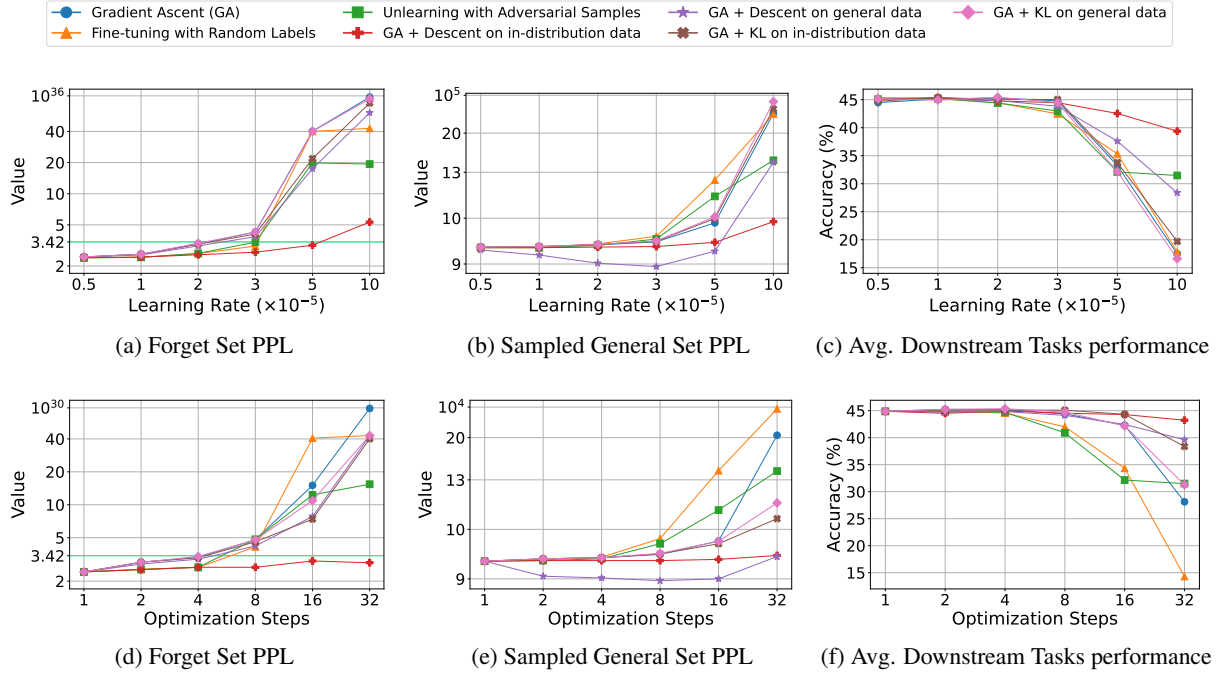 Gradient Ascent (GA)
Fine-tuning with Random Labels
Unlearning with Adversarial Samples
GA + Descent on in-distribution data
GA + Descent on general data
GA + KL on in-distribution data
GA + KL on general data
Value
10^36
40
20
10
5
3.42
2
0.5 1 2 3 5 10
Learning Rate (×10^-5)
(a) Forget Set PPL
Value
10^5
20
13
10
9
0.5 1 2 3 5 10
Learning Rate (×10^-5)
(b) Sampled General Set PPL
Accuracy (%)
45
40
35
30
25
20
15
0.5 1 2 3 5 10
Learning Rate (×10^-5)
(c) Avg. Downstream Tasks performance
Value
10^30
40
20
10
5
3.42
2
1 2 4 8 16 32
Optimization Steps
(d) Forget Set PPL
Value
10^4
20
13
10
9
1 2 4 8 16 32
Optimization Steps
(e) Sampled General Set PPL
Accuracy (%)
45
40
35
30
25
20
15
1 2 4 8 16 32
Optimization Steps
(f) Avg. Downstream Tasks performance